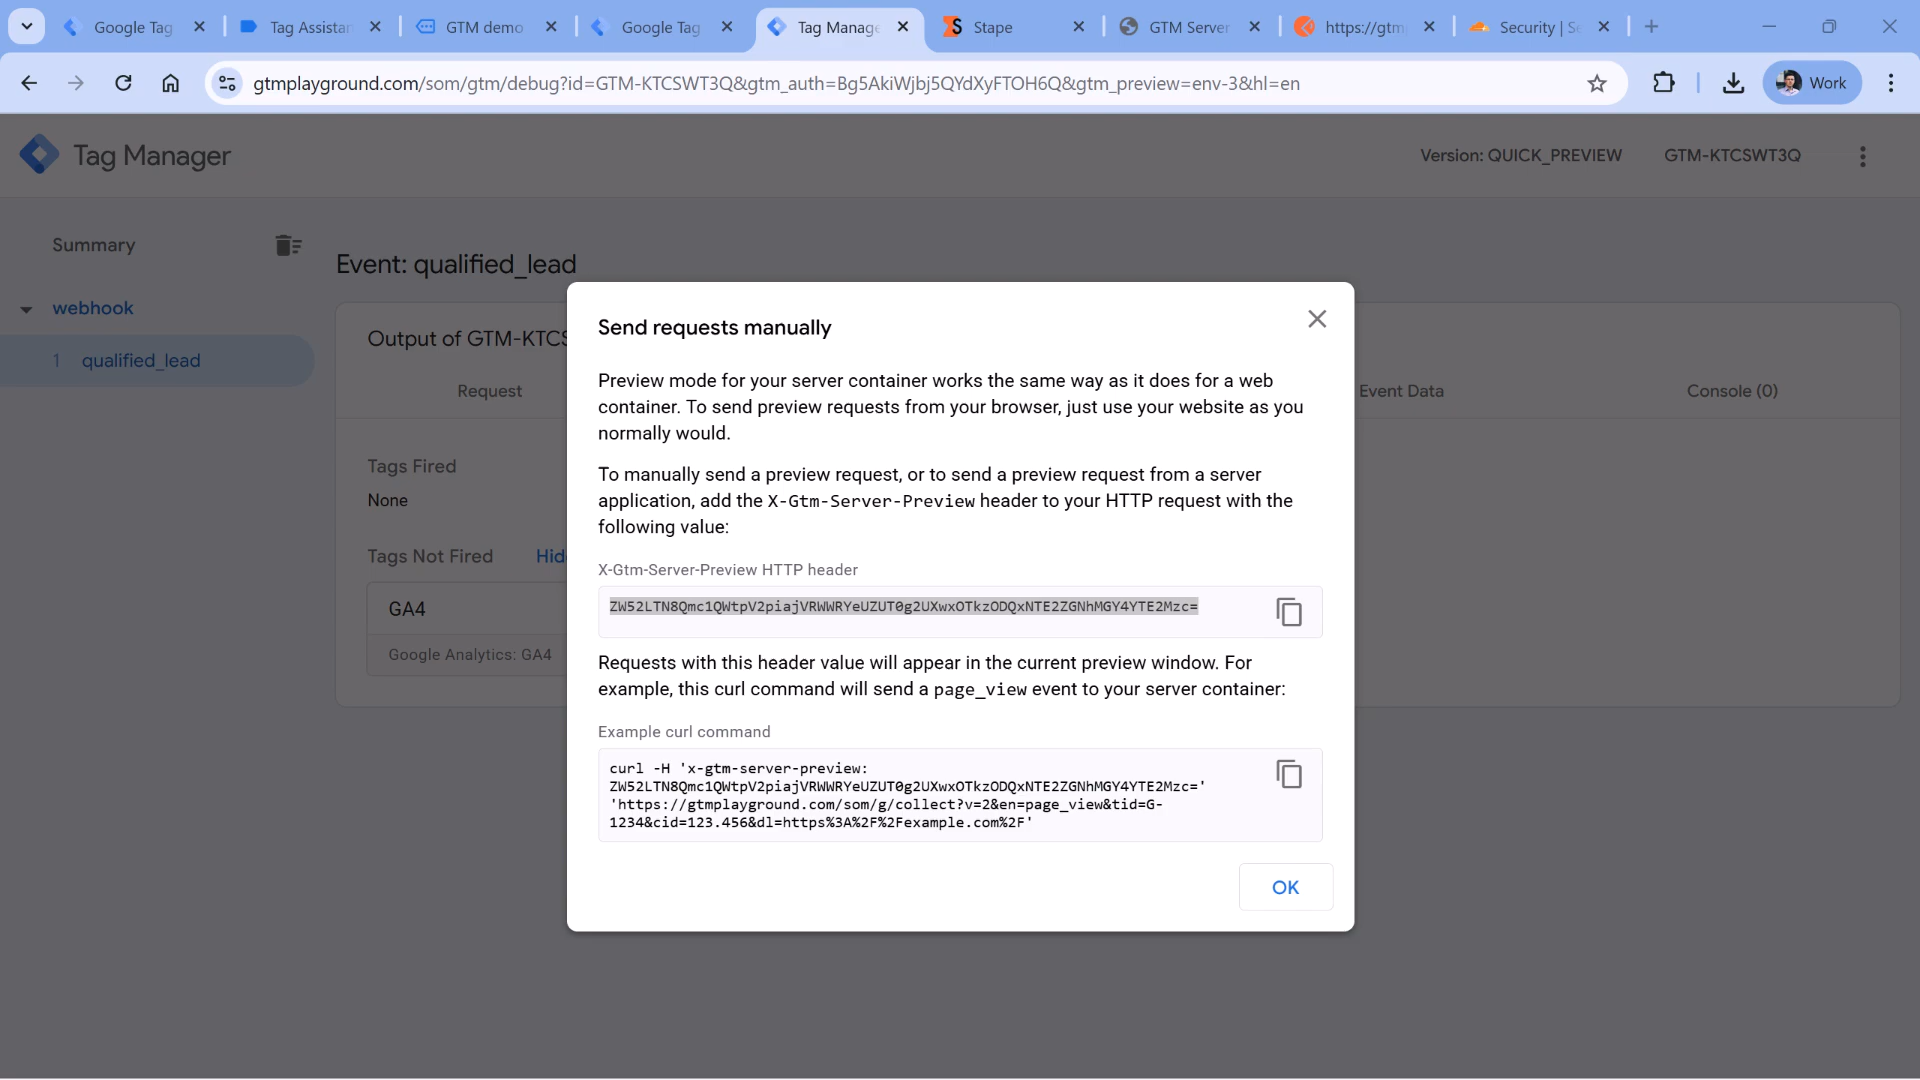 Google Tag
Tag Assistan
GTM demo
Google Tag
Tag Manage
Stape
GTM Server
https://gtm
Security | Se
gtmplayground.com/som/gtm/debug?id=GTM-KTCSWT3Q&gtm_auth=Bg5AkiWjbj5QYdXyFTOH6Q&gtm_preview=env-3&hl=en
Work
Tag Manager
Version: QUICK_PREVIEW
GTM-KTCSWT3Q
Summary
webhook
1 qualified_lead
Event: qualified_lead
Output of GTM-KTCS
Request
Event Data
Console (0)
Tags Fired
None
Tags Not Fired
Hid
GA4
Google Analytics: GA4
Send requests manually
Preview mode for your server container works the same way as it does for a web
container. To send preview requests from your browser, just use your website as you
normally would.
To manually send a preview request, or to send a preview request from a server
application, add the X-Gtm-Server-Preview header to your HTTP request with the
following value:
X-Gtm-Server-Preview HTTP header
ZW52LTN8Qmc1QWtpV2piajVRWWRYeUZUT0g2UXwxOTkzODQxNTE2ZGNhMGY4YTE2Mzc=
Requests with this header value will appear in the current preview window. For
example, this curl command will send a page_view event to your server container:
Example curl command
curl -H 'x-gtm-server-preview:
ZW52LTN8Qmc1QWtpV2piajVRWWRYeUZUT0g2UXwxOTkzODQxNTE2ZGNhMGY4YTE2Mzc='
'https://gtmplayground.com/som/g/collect?v=2&en=page_view&tid=G-
1234&cid=123.456&dl=https%3A%2F%2Fexample.com%2F'
OK